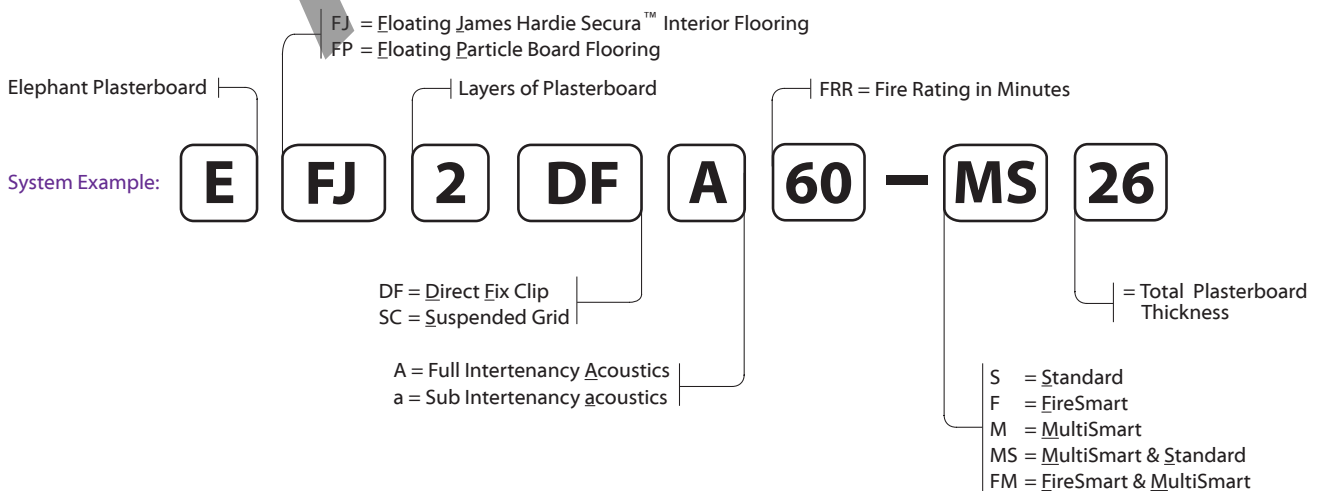 FJ = Floating James Hardie Secura™ Interior Flooring
FP = Floating Particle Board Flooring
Elephant Plasterboard
Layers of Plasterboard
FRR = Fire Rating in Minutes
System Example: E FJ 2 DF A 60 – MS 26
DF = Direct Fix Clip
SC = Suspended Grid
= Total Plasterboard
Thickness
A = Full Intertenancy Acoustics
a = Sub Intertenancy acoustics
S = Standard
F = FireSmart
M = MultiSmart
MS = MultiSmart & Standard
FM = FireSmart & MultiSmart